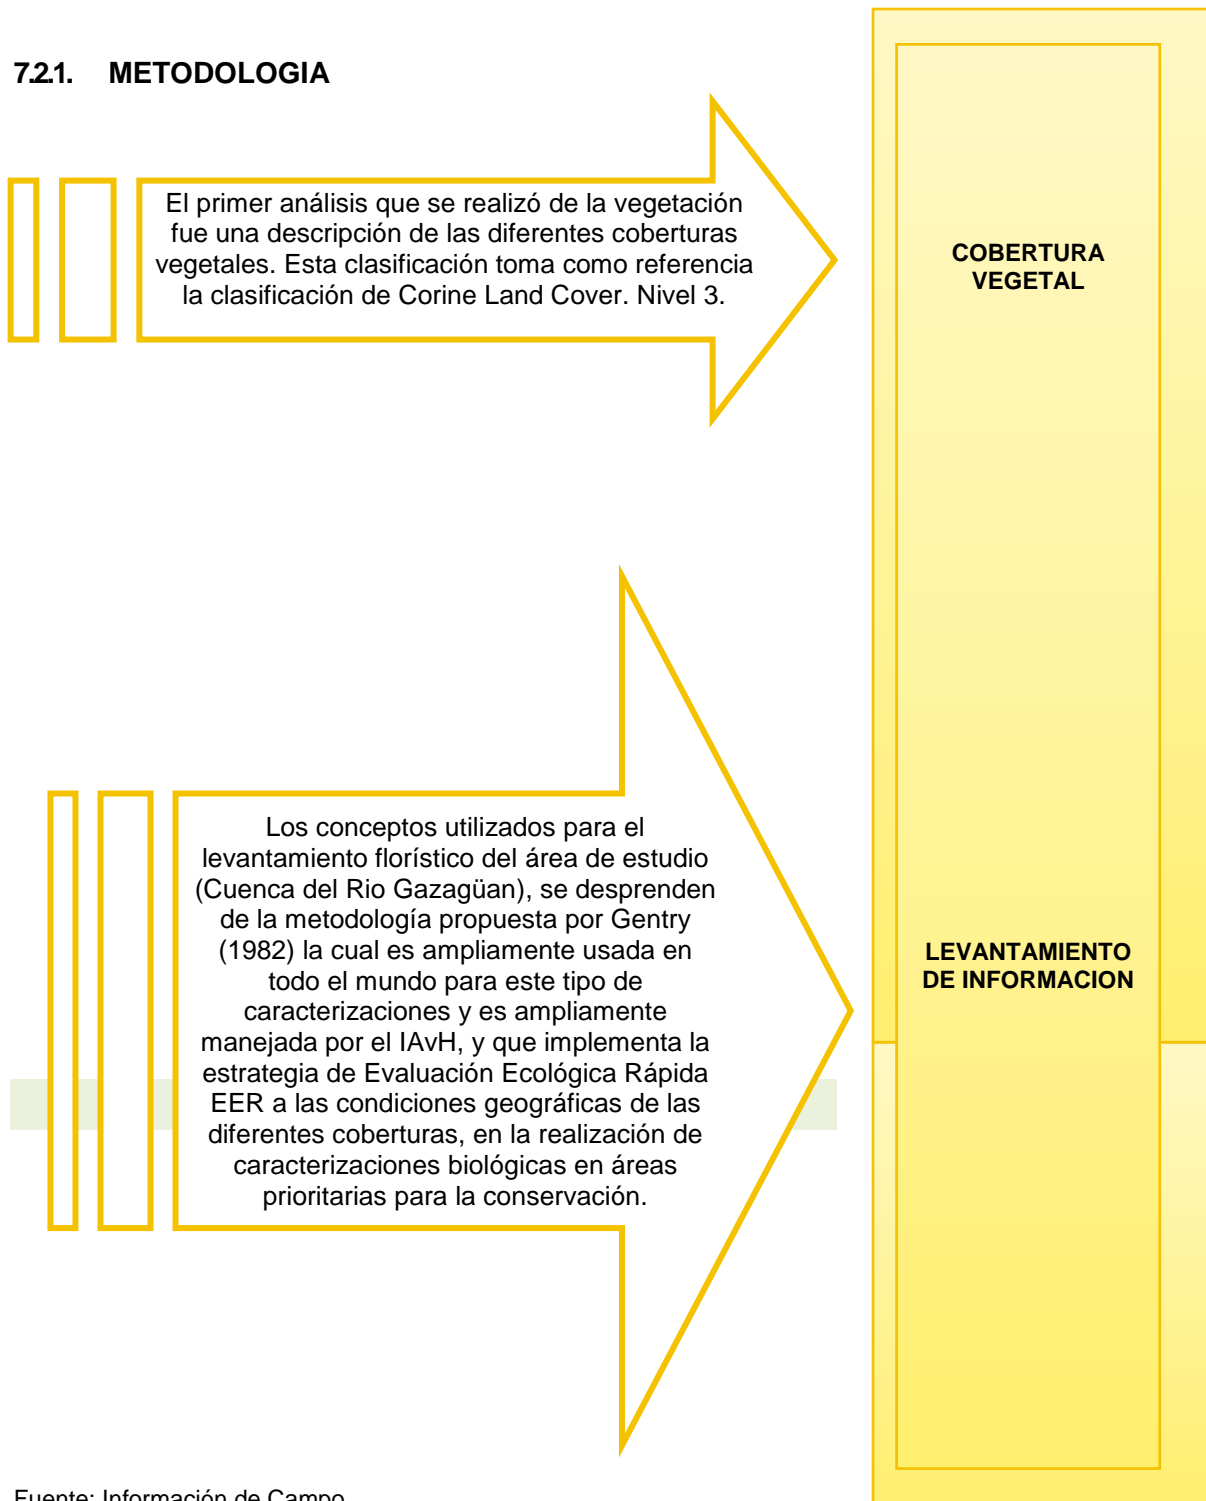 7.2.1. METODOLOGIA
El primer análisis que se realizó de la vegetación
fue una descripción de las diferentes coberturas
vegetales. Esta clasificación toma como referencia
la clasificación de Corine Land Cover. Nivel 3.
COBERTURA
VEGETAL
Los conceptos utilizados para el
levantamiento florístico del área de estudio
(Cuenca del Rio Gazagüan), se desprenden
de la metodología propuesta por Gentry
(1982) la cual es ampliamente usada en
todo el mundo para este tipo de
caracterizaciones y es ampliamente
manejada por el IAvH, y que implementa la
estrategia de Evaluación Ecológica Rápida
EER a las condiciones geográficas de las
diferentes coberturas, en la realización de
caracterizaciones biológicas en áreas
prioritarias para la conservación.
LEVANTAMIENTO
DE INFORMACION
Fuente: Información de Campo